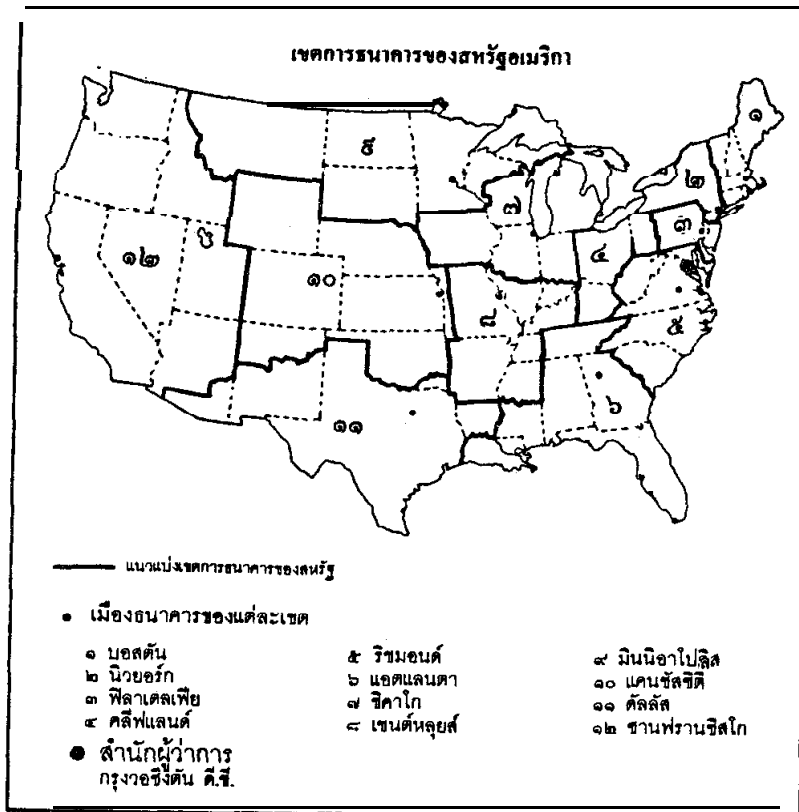 เขตการธนาคารของสหรัฐอเมริกา
๑
๒
๓
๔
๕
๖
๗
๘
๙
๑๐
๑๑
๑๒
แนวแบ่งเขตการธนาคารของสหรัฐ
เมืองธนาคารของแต่ละเขต
๑ บอสตัน
๒ นิวยอร์ก
๓ ฟิลาเดลเฟีย
๔ คลีฟแลนด์
๕ ริชมอนด์
๖ แอตแลนตา
๗ ชิคาโก
๘ เซนต์หลุยส์
๙ มินนิอาโปลิส
๑๐ แคนซัสซิตี
๑๑ ดัลลัส
๑๒ ซานฟรานซิสโก
สำนักผู้ว่าการ
กรุงวอชิงตัน ดี.ซี.